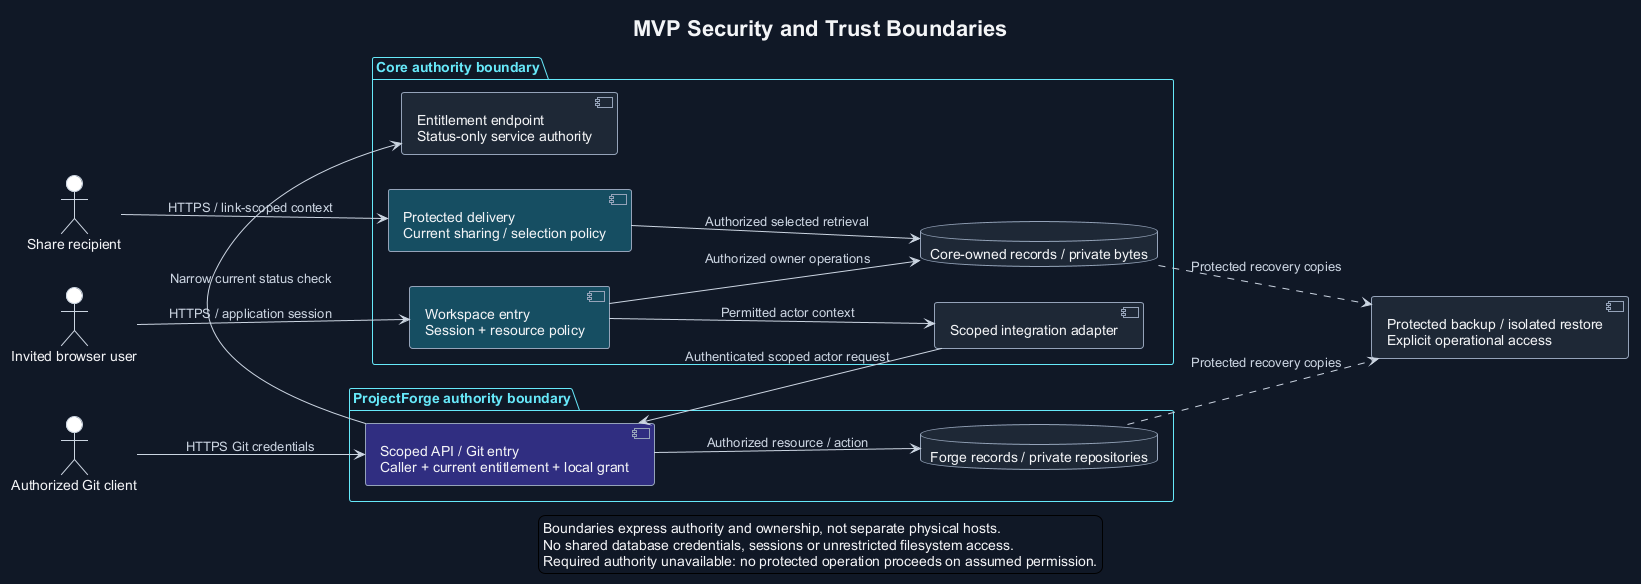 MVP Security and Trust Boundaries
Core authority boundary
Entitlement endpoint
Status-only service authority
Share recipient
HTTPS / link-scoped context
Protected delivery
Current sharing / selection policy
Authorized selected retrieval
Core-owned records / private bytes
Authorized owner operations
Narrow current status check
Protected recovery copies
Invited browser user
HTTPS / application session
Workspace entry
Session + resource policy
Permitted actor context
Scoped integration adapter
Protected backup / isolated restore
Explicit operational access
Authenticated scoped actor request
Protected recovery copies
ProjectForge authority boundary
Authorized Git client
HTTPS Git credentials
Scoped API / Git entry
Caller + current entitlement + local grant
Authorized resource / action
Forge records / private repositories
Boundaries express authority and ownership, not separate physical hosts.
No shared database credentials, sessions or unrestricted filesystem access.
Required authority unavailable: no protected operation proceeds on assumed permission.